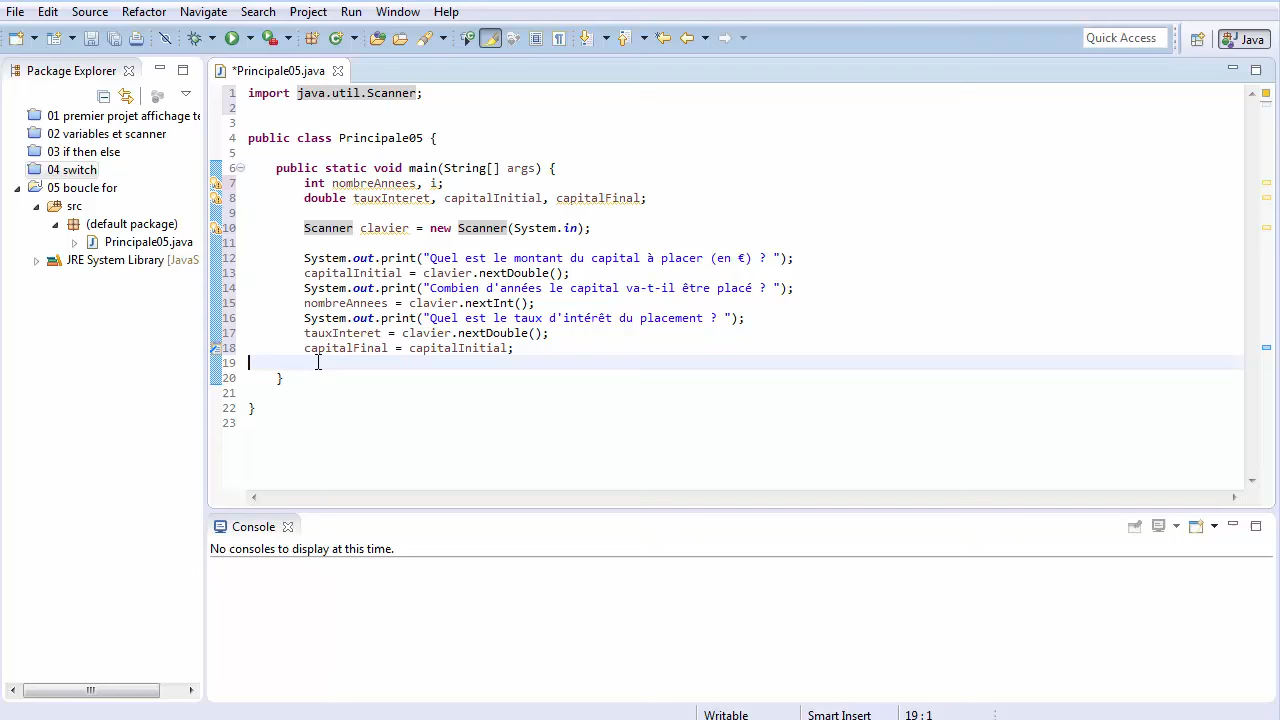 File Edit Source Refactor Navigate Search Project Run Window Help
Quick Access
Java
Package Explorer
01 premier projet affichage te
02 variables et scanner
03 if then else
04 switch
05 boucle for
src
(default package)
Principale05.java
JRE System Library [JavaS
*Principale05.java
1 import java.util.Scanner;
2
3
4 public class Principale05 {
5
6 public static void main(String[] args) {
7 int nombreAnnees, i;
8 double tauxInteret, capitalInitial, capitalFinal;
9
10 Scanner clavier = new Scanner(System.in);
11
12 System.out.print("Quel est le montant du capital à placer (en €) ? ");
13 capitalInitial = clavier.nextDouble();
14 System.out.print("Combien d'années le capital va-t-il être placé ? ");
15 nombreAnnees = clavier.nextInt();
16 System.out.print("Quel est le taux d'intérêt du placement ? ");
17 tauxInteret = clavier.nextDouble();
18 capitalFinal = capitalInitial;
19
20 }
21
22 }
23
Console
No consoles to display at this time.
Writable Smart Insert 19 : 1